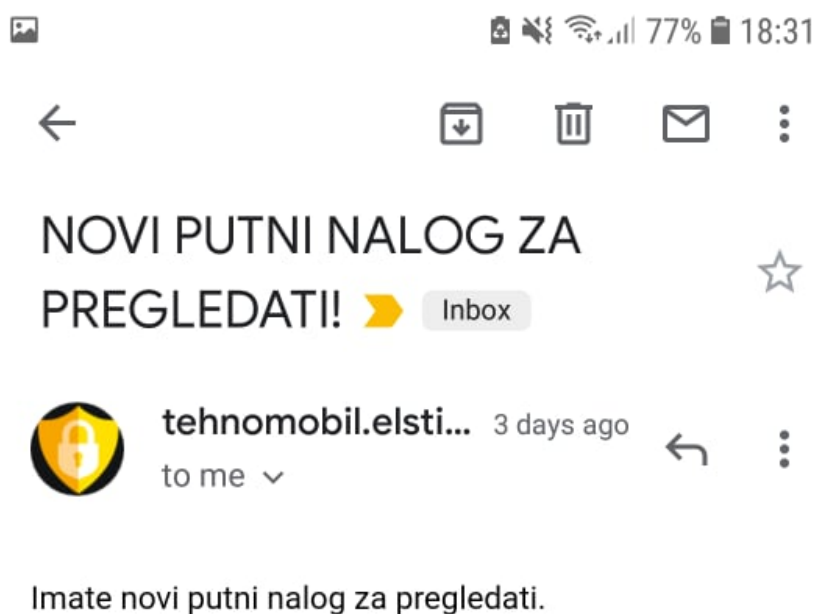 77% 18:31
NOVI PUTNI NALOG ZA
PREGLEDATI! Inbox
tehnomobil.elsti... 3 days ago
to me
Imate novi putni nalog za pregledati.